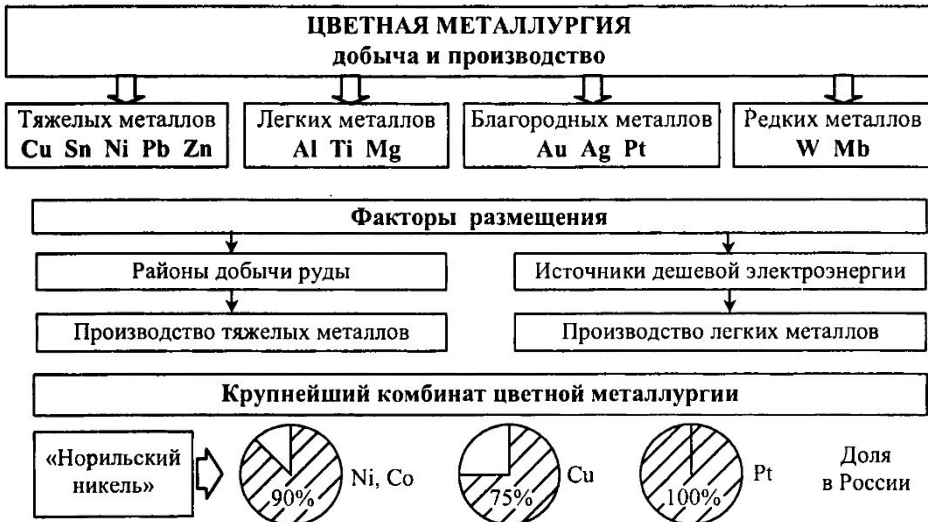 ЦВЕТНАЯ МЕТАЛЛУРГИЯ
добыча и производство
Тяжелых металлов
Cu Sn Ni Pb Zn
Легких металлов
Al Ti Mg
Благородных металлов
Au Ag Pt
Редких металлов
W Mb
Факторы размещения
Районы добычи руды
Источники дешевой электроэнергии
Производство тяжелых металлов
Производство легких металлов
Крупнейший комбинат цветной металлургии
«Норильский
никель»
90%
Ni, Co
75%
Cu
100%
Pt
Доля
в России